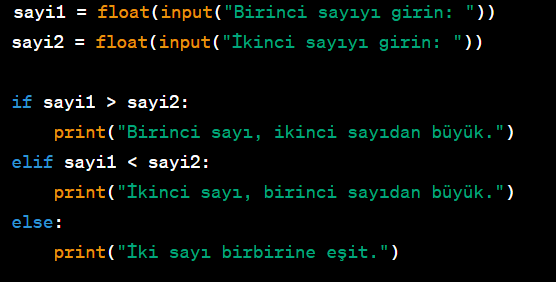 sayi1 = float(input("Birinci sayıyı girin: "))
sayi2 = float(input("İkinci sayıyı girin: "))
if sayi1 > sayi2:
    print("Birinci sayı, ikinci sayıdan büyük.")
elif sayi1 < sayi2:
    print("İkinci sayı, birinci sayıdan büyük.")
else:
    print("İki sayı birbirine eşit.")